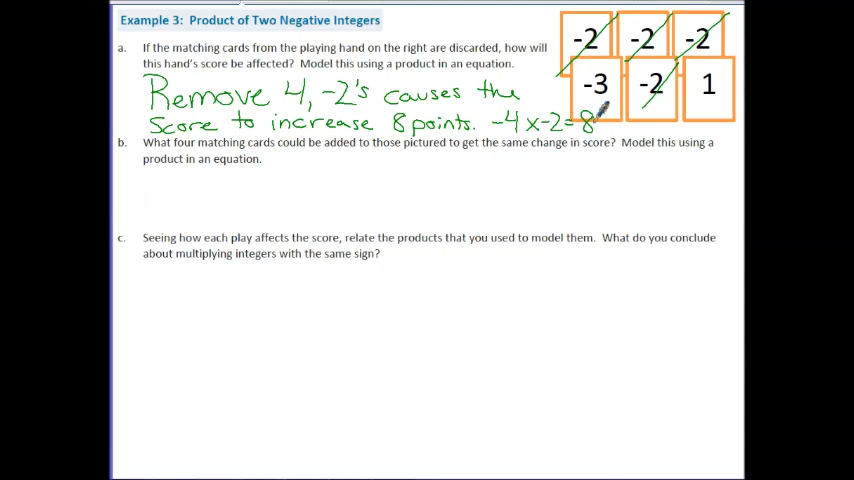 Example 3: Product of Two Negative Integers
a. If the matching cards from the playing hand on the right are discarded, how will
this hand's score be affected? Model this using a product in an equation.
-2 -2 -2
-3 -2 1
Remove 4, -2's causes the
Score to increase 8 points. -4 x -2 = 8
b. What four matching cards could be added to those pictured to get the same change in score? Model this using a
product in an equation.
c. Seeing how each play affects the score, relate the products that you used to model them. What do you conclude
about multiplying integers with the same sign?